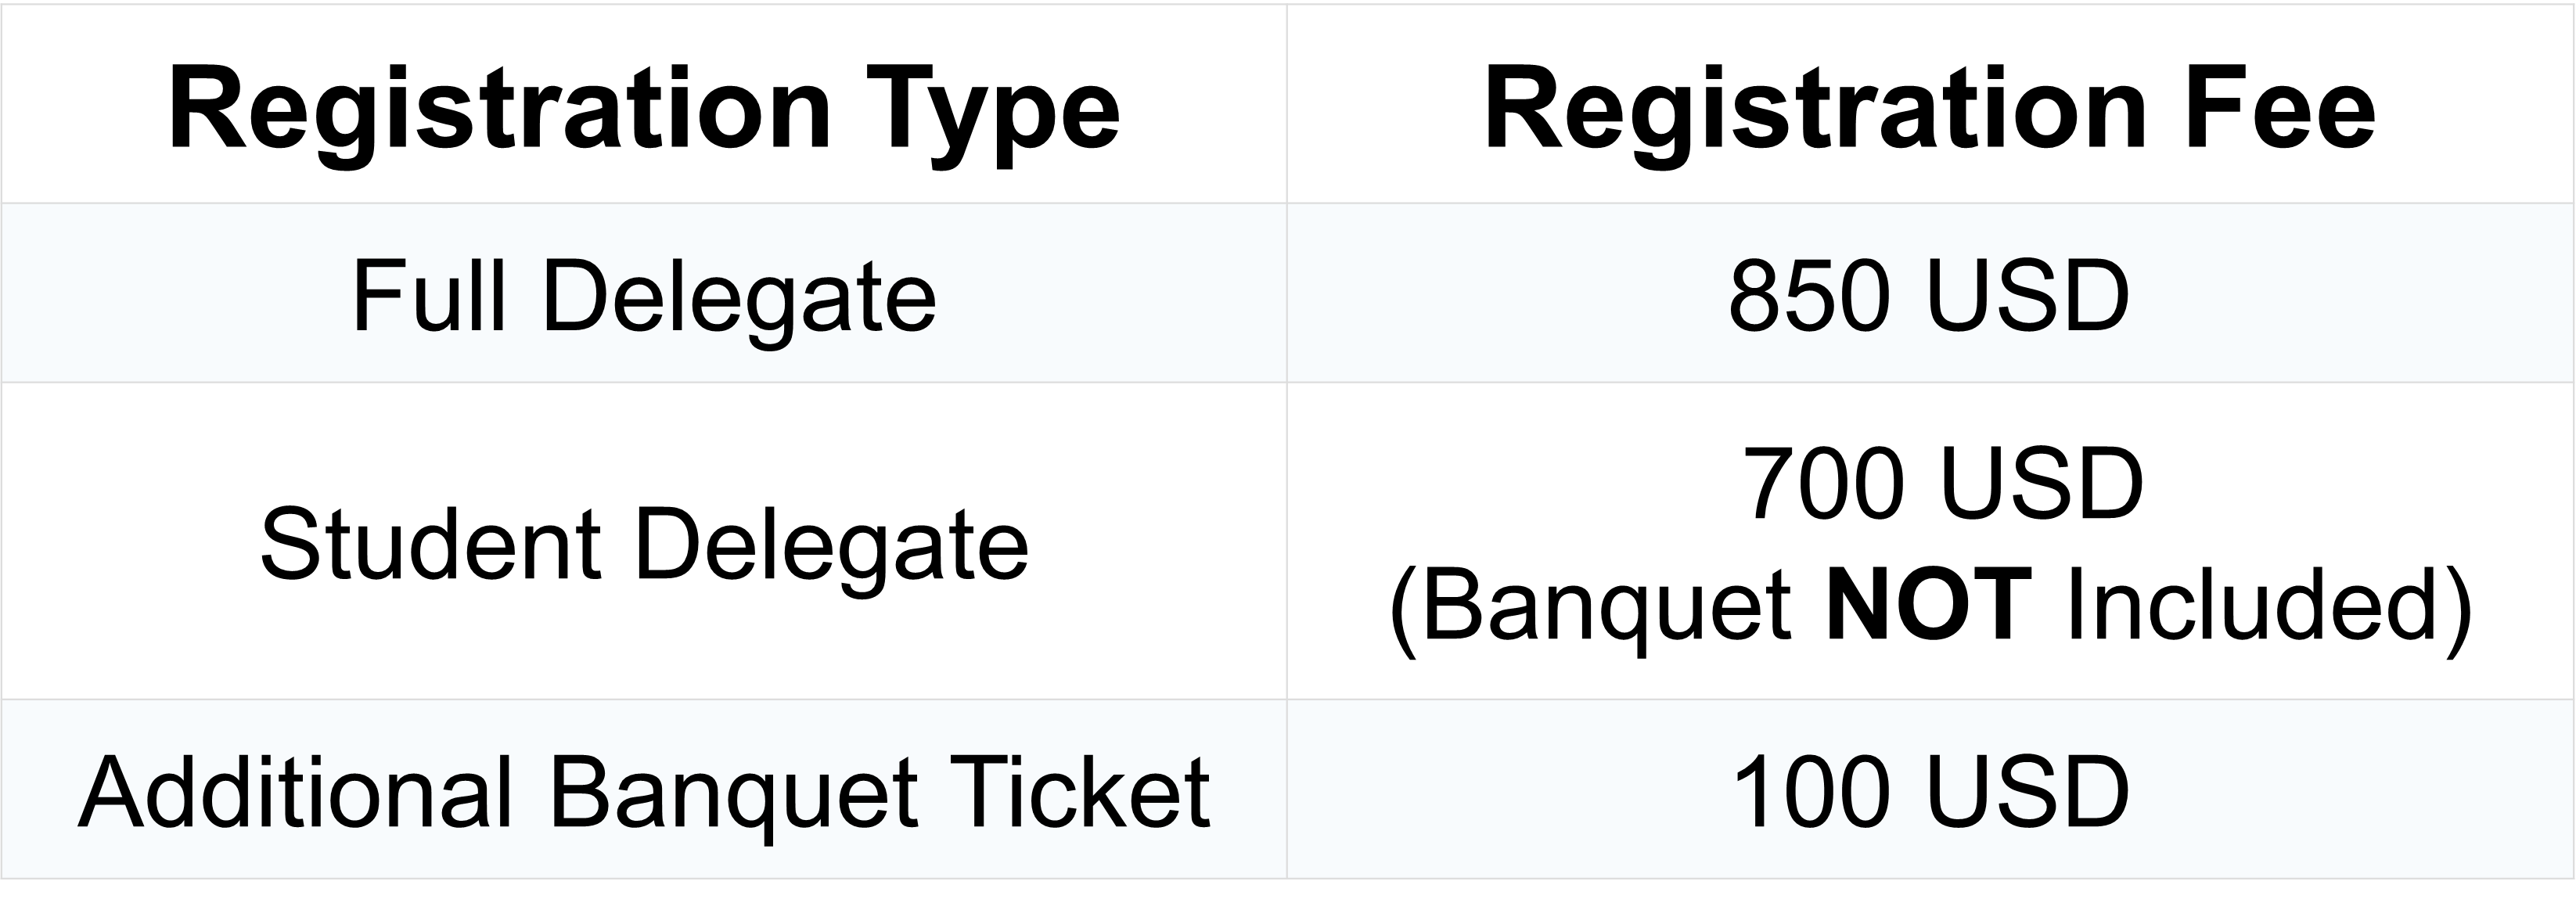 Registration Type
Registration Fee
Full Delegate
850 USD
Student Delegate
700 USD
(Banquet NOT Included)
Additional Banquet Ticket
100 USD